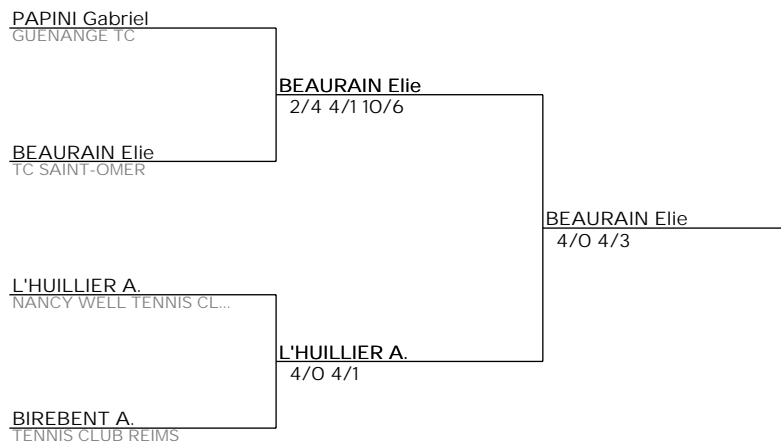 PAPINI Gabriel
GUENANGE TC
BEAURAIN Elie
2/4 4/1 10/6
BEAURAIN Elie
TC SAINT-OMER
BEAURAIN Elie
4/0 4/3
L'HUILLIER A.
NANCY WELL TENNIS CL...
L'HUILLIER A.
4/0 4/1
BIREBENT A.
TENNIS CLUB REIMS